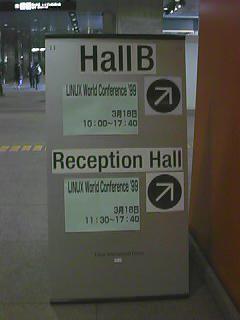 Hall B
LINUX World Conference '99
3月18日
10:00~17:40
Reception Hall
LINUX World Conference '99
3月18日
11:30~17:40